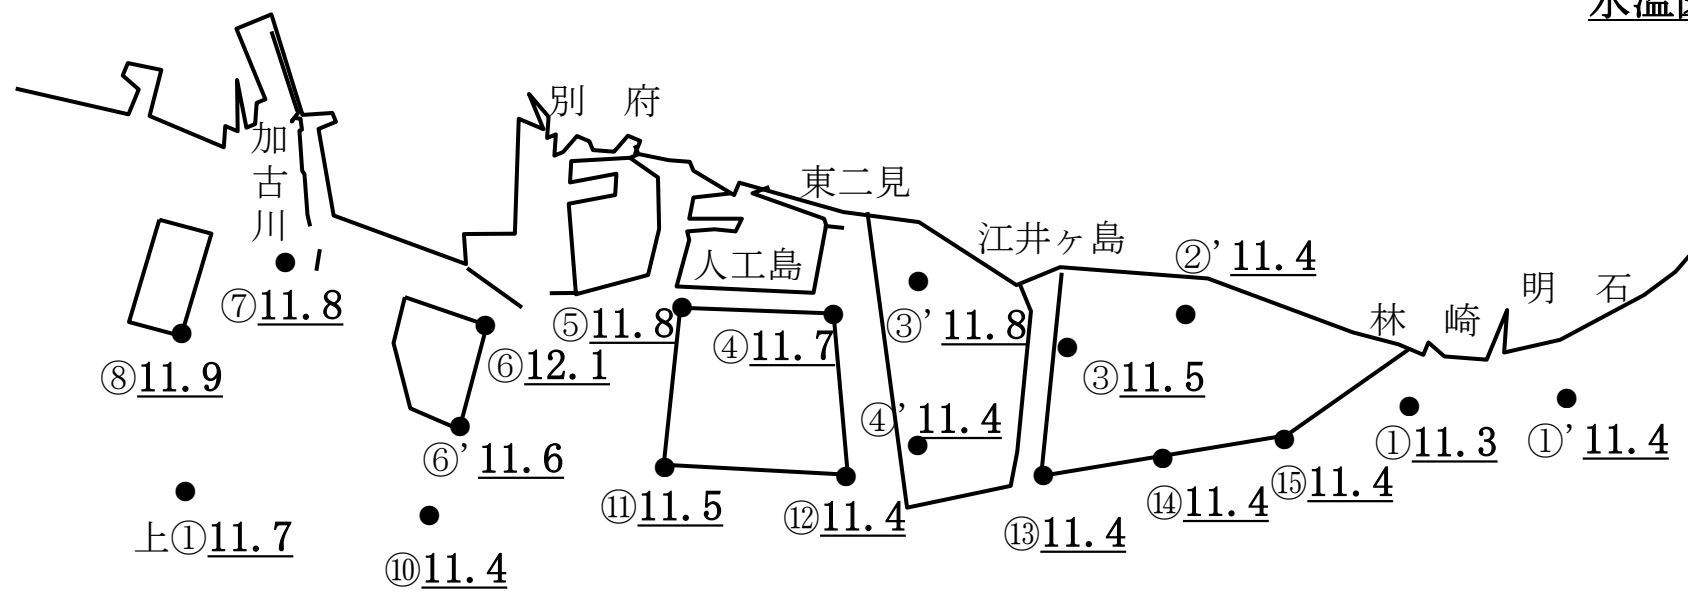 別 府
加古川
東二見
江井ヶ島
人工島
②' 11.4
明 石
林 崎
⑦11.8
⑤11.8
④11.7
③' 11.8
⑧11.9
⑥12.1
③11.5
④' 11.4
⑥' 11.6
①11.3
①' 11.4
⑪11.5
⑫11.4
⑬11.4
⑭11.4
⑮11.4
上①11.7
⑩11.4